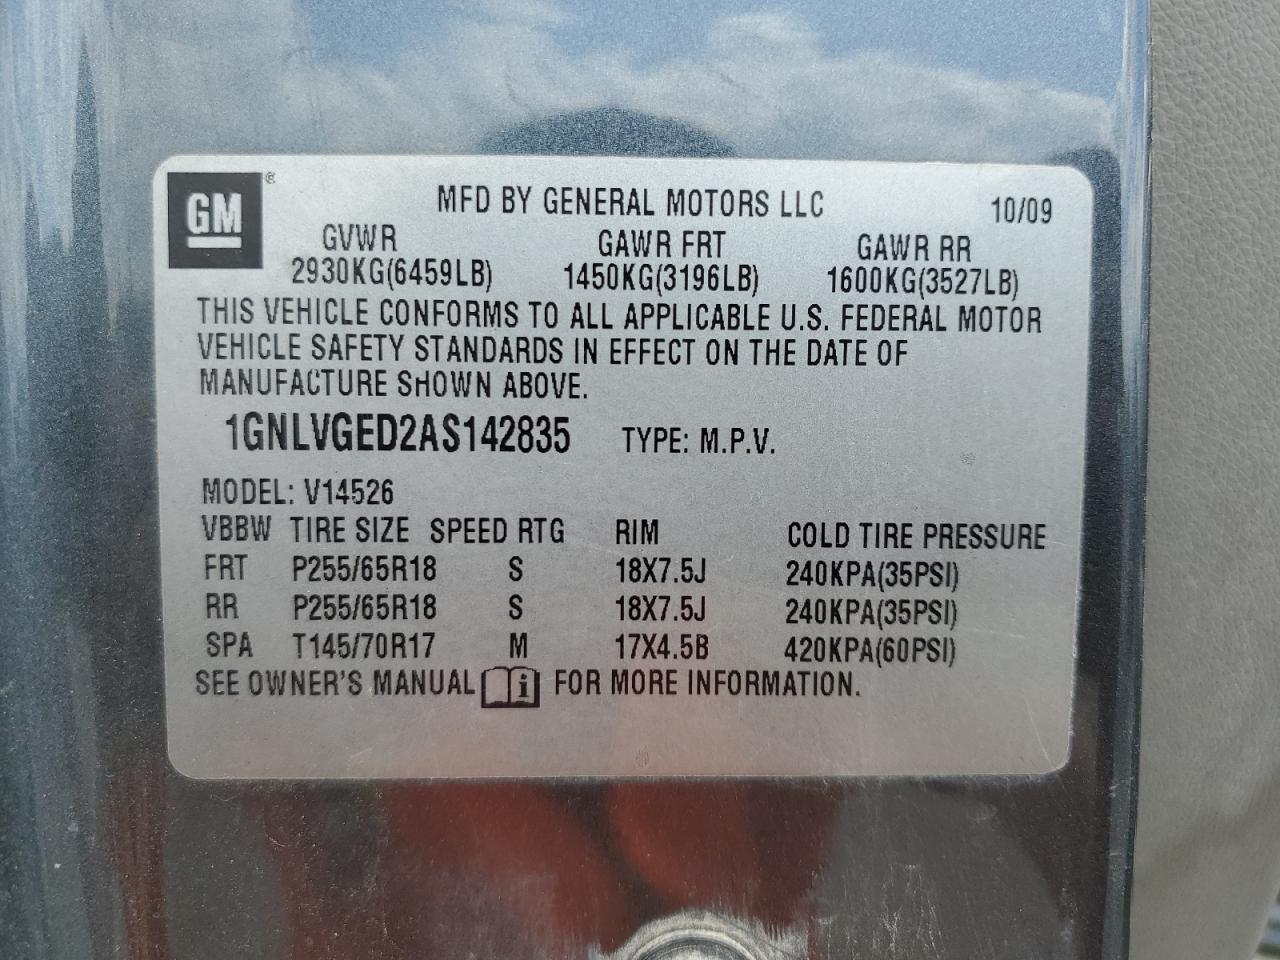 GM®
MFD BY GENERAL MOTORS LLC 10/09
GVWR GAWR FRT GAWR RR
2930KG(6459LB) 1450KG(3196LB) 1600KG(3527LB)
THIS VEHICLE CONFORMS TO ALL APPLICABLE U.S. FEDERAL MOTOR
VEHICLE SAFETY STANDARDS IN EFFECT ON THE DATE OF
MANUFACTURE SHOWN ABOVE.
1GNLVGED2AS142835 TYPE: M.P.V.
MODEL: V14526
VBBW TIRE SIZE SPEED RTG RIM COLD TIRE PRESSURE
FRT P255/65R18 S 18X7.5J 240KPA(35PSI)
RR P255/65R18 S 18X7.5J 240KPA(35PSI)
SPA T145/70R17 M 17X4.5B 420KPA(60PSI)
SEE OWNER'S MANUAL i FOR MORE INFORMATION.